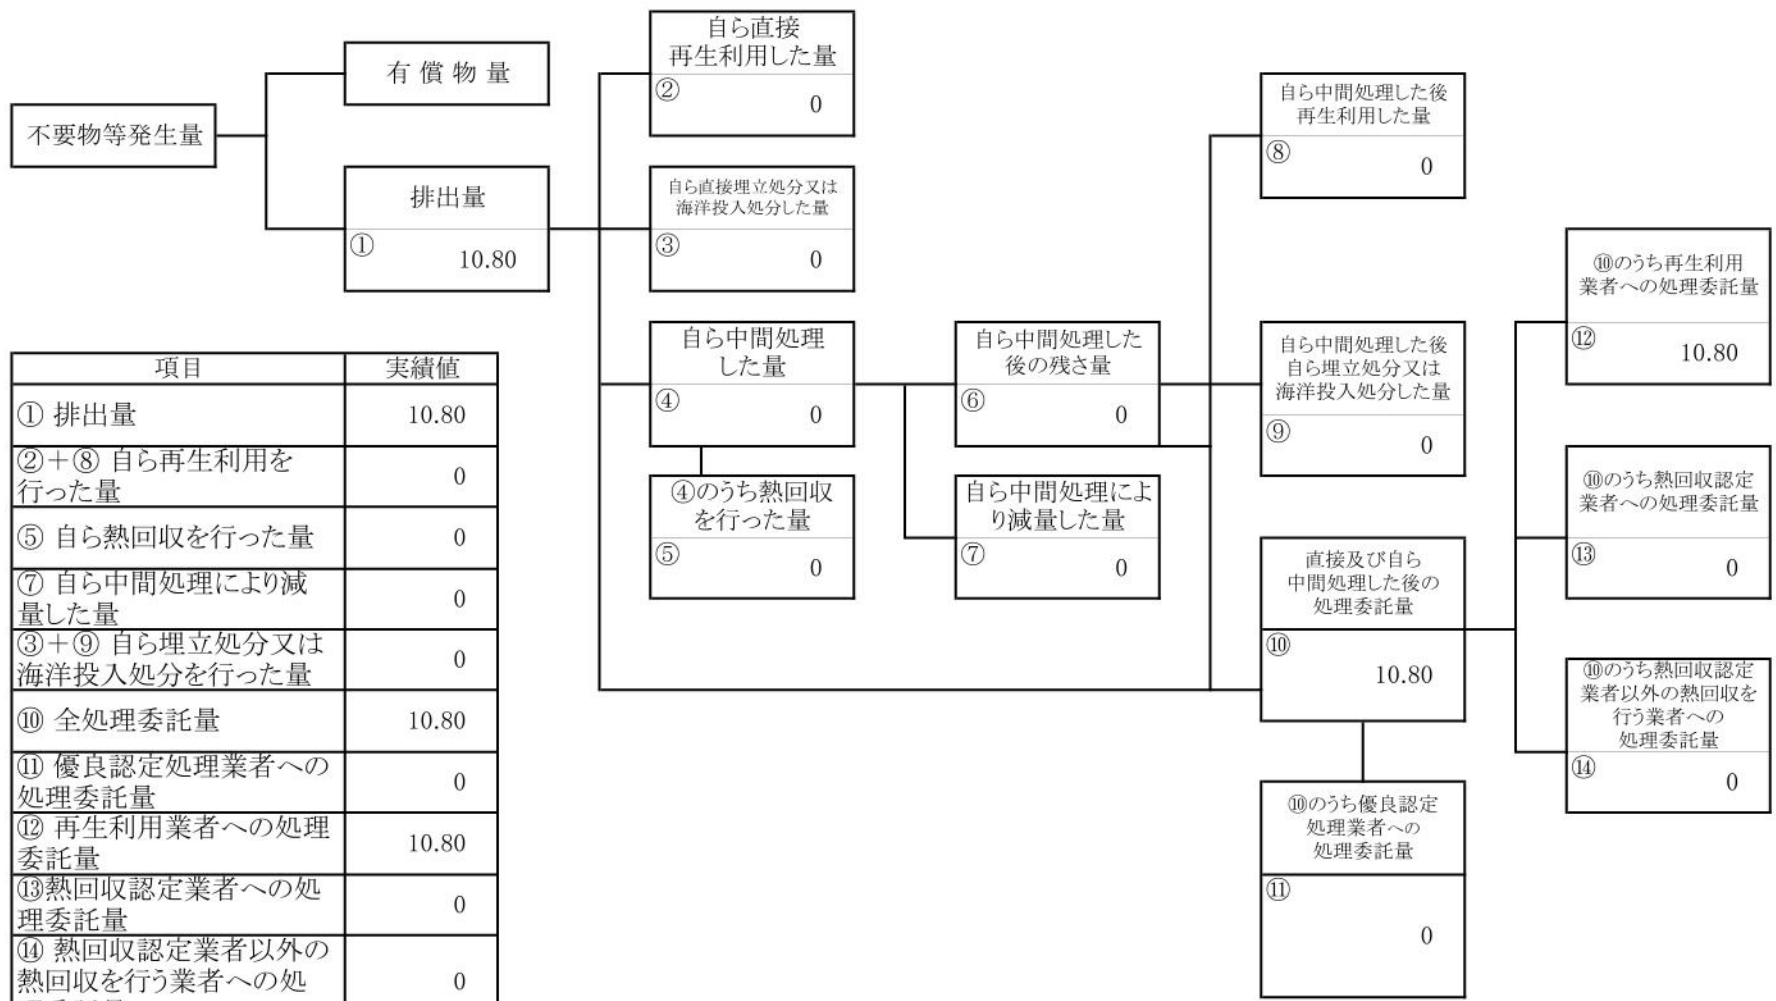 不要物等発生量
有償物量
排出量
①
10.80
自ら直接
再生利用した量
②
0
自ら直接埋立処分又は
海洋投入処分した量
③
0
自ら中間処理
した量
④
0
④のうち熱回収
を行った量
⑤
0
自ら中間処理した
後の残さ量
⑥
0
自ら中間処理によ
り減量した量
⑦
0
自ら中間処理した後
再生利用した量
⑧
0
自ら中間処理した後
自ら埋立処分又は
海洋投入処分した量
⑨
0
直接及び自ら
中間処理した後の
処理委託量
⑩
10.80
⑩のうち優良認定
処理業者への
処理委託量
⑪
0
⑩のうち再生利用
業者への処理委託量
⑫
10.80
⑩のうち熱回収認定
業者への処理委託量
⑬
0
⑩のうち熱回収認定
業者以外の熱回収を
行う業者への
処理委託量
⑭
0
項目 実績値
① 排出量 10.80
②+⑧ 自ら再生利用を
行った量 0
⑤ 自ら熱回収を行った量 0
⑦ 自ら中間処理により減
量した量 0
③+⑨ 自ら埋立処分又は
海洋投入処分を行った量 0
⑩ 全処理委託量 10.80
⑪ 優良認定処理業者への
処理委託量 0
⑫ 再生利用業者への処理
委託量 10.80
⑬熱回収認定業者への処
理委託量 0
⑭ 熱回収認定業者以外の
熱回収を行う業者への処 0